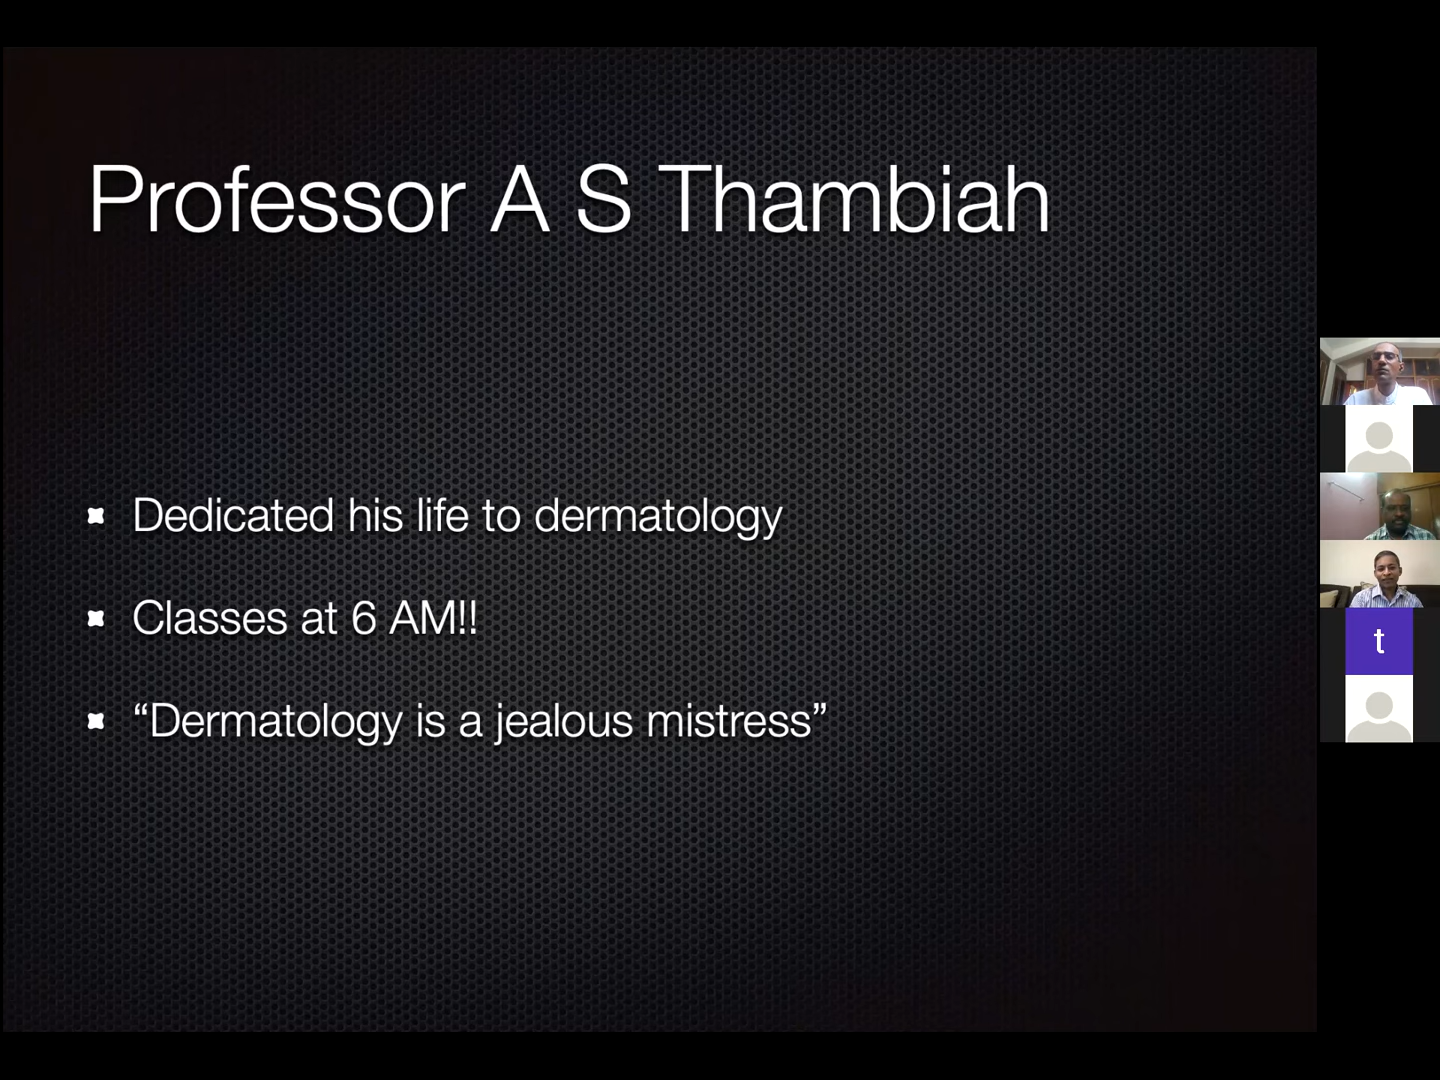 Professor A S Thambiah
Dedicated his life to dermatology
Classes at 6 AM!!
“Dermatology is a jealous mistress”
t